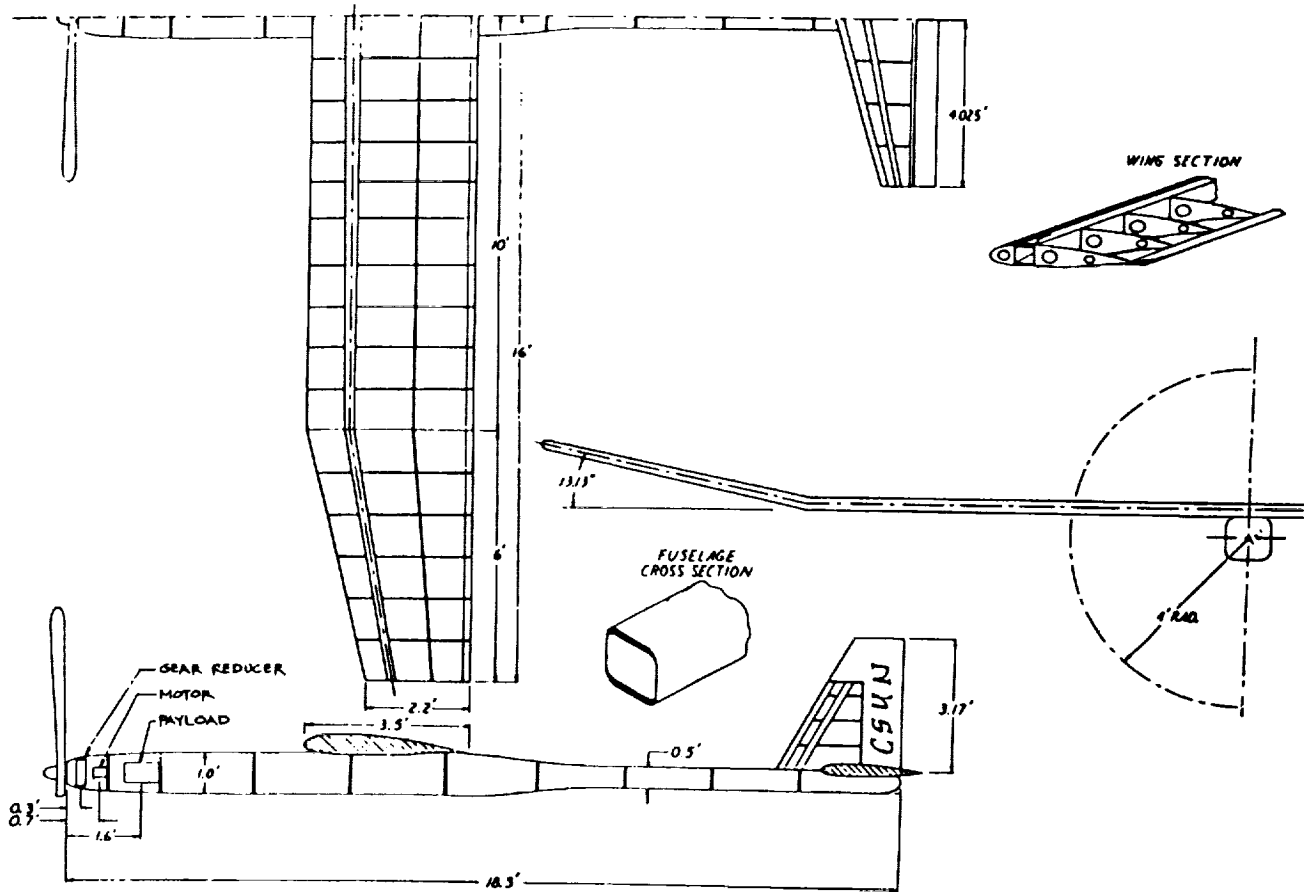 4.025'
WING SECTION
10'
16'
13.13°
6'
FUSELAGE
CROSS SECTION
4' RAD.
GEAR REDUCER
MOTOR
PAYLOAD
2.2'
3.5'
CSUN
3.17'
0.5'
1.0'
0.3'
0.7'
1.6'
18.3'